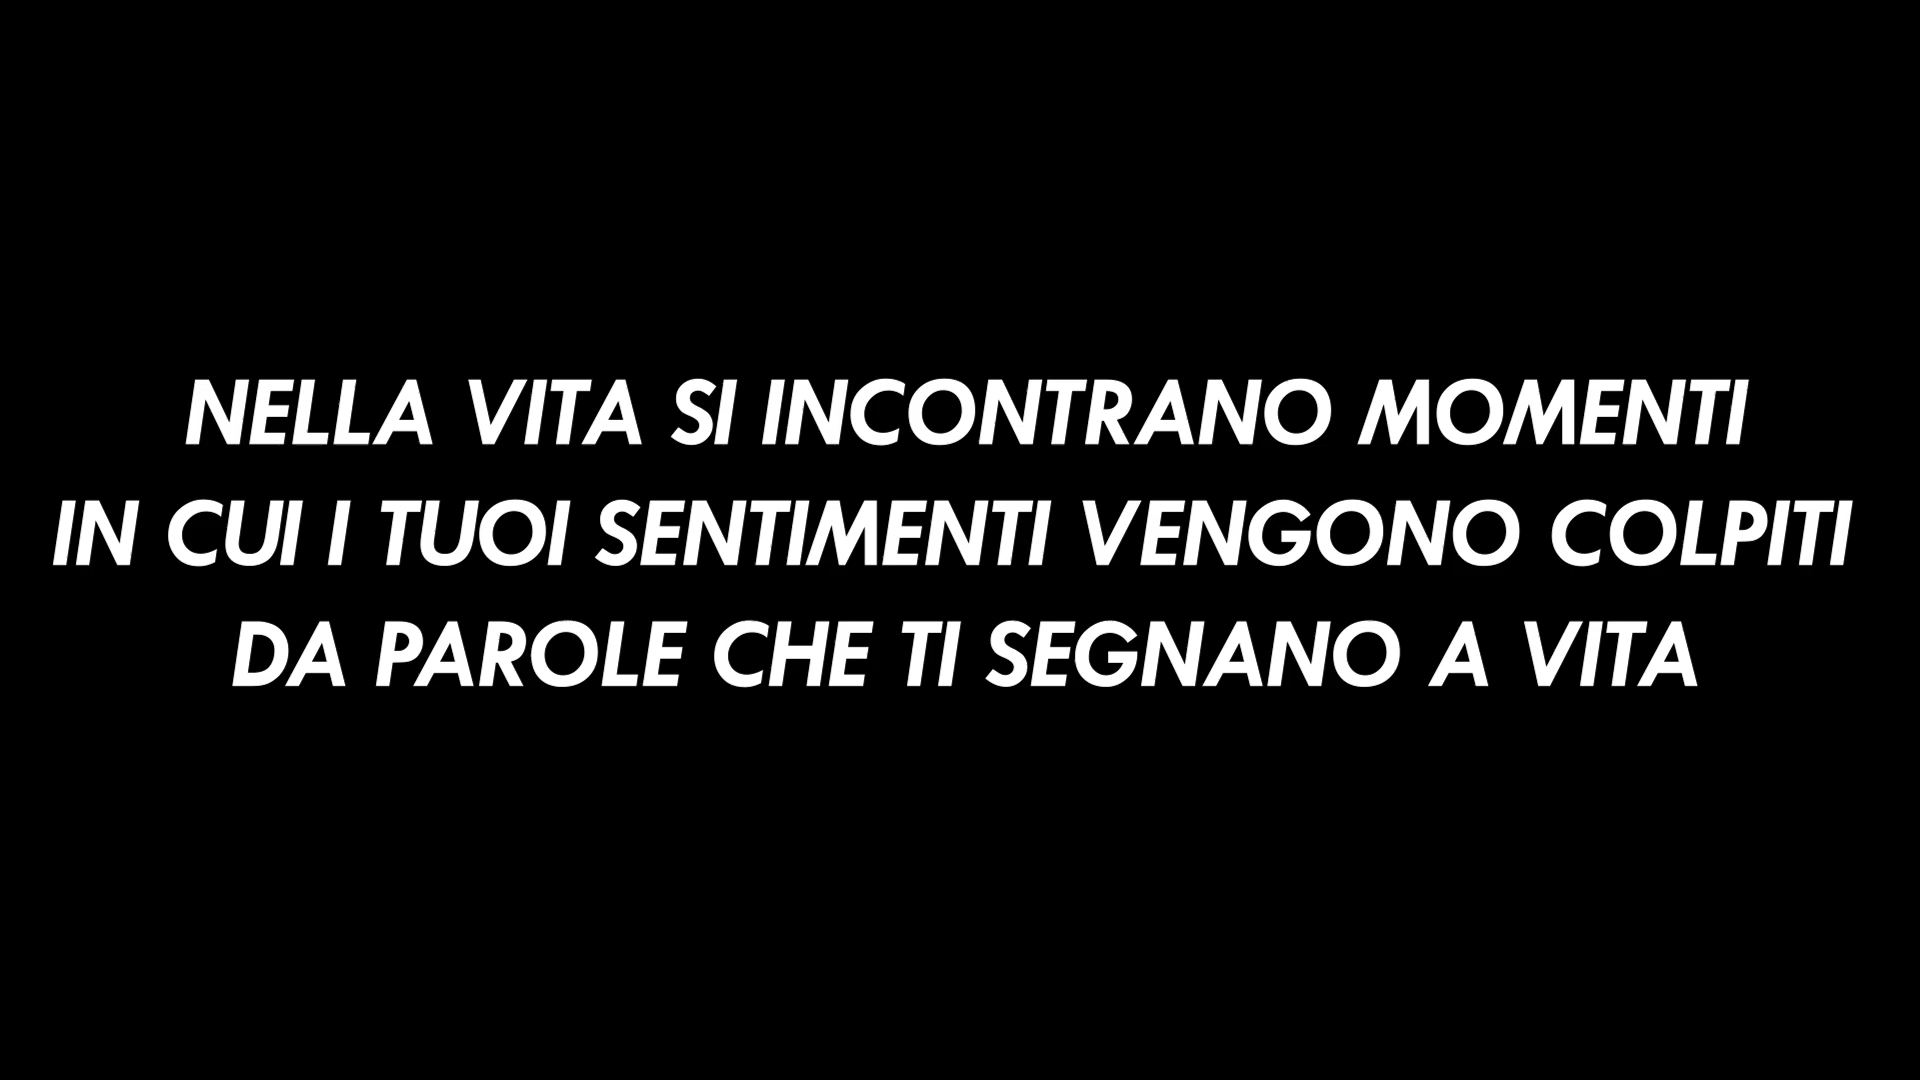 NELLA VITA SI INCONTRANO MOMENTI
IN CUI I TUOI SENTIMENTI VENGONO COLPITI
DA PAROLE CHE TI SEGNANO A VITA